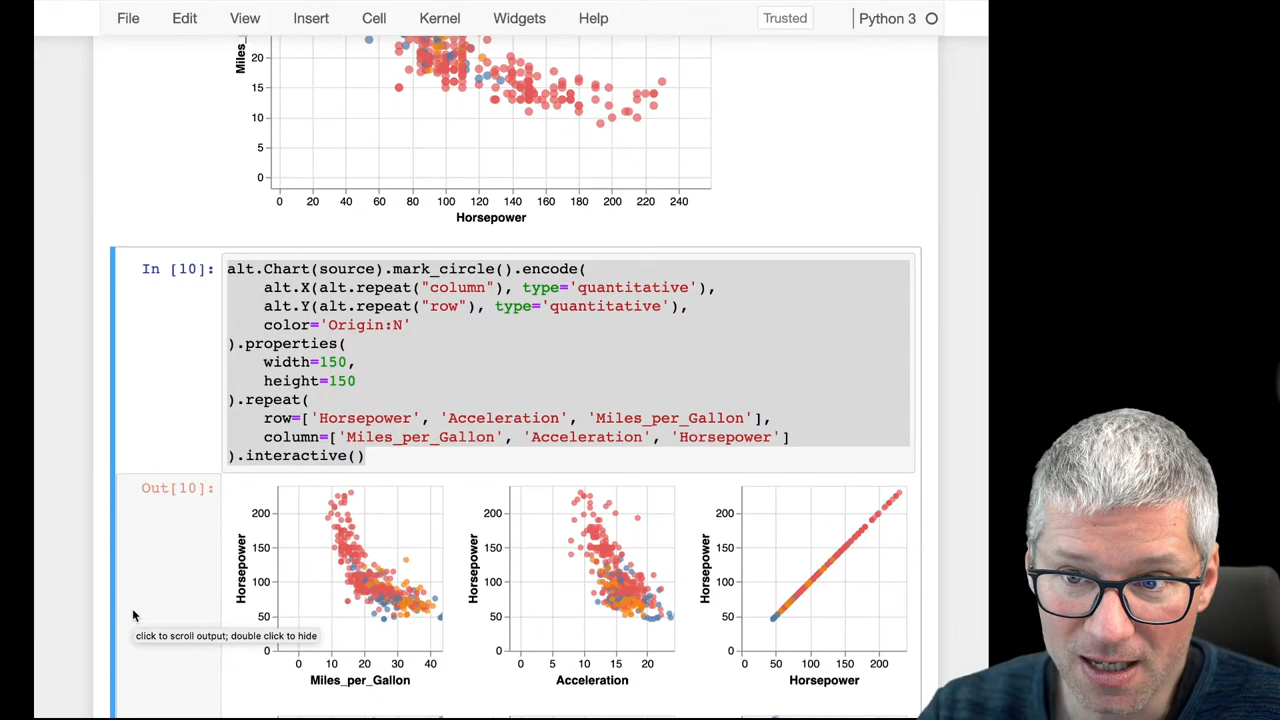 File Edit View Insert Cell Kernel Widgets Help Trusted Python 3
Miles_
20
15
10
5
0
0 20 40 60 80 100 120 140 160 180 200 220 240
Horsepower
In [10]:
alt.Chart(source).mark_circle().encode(
alt.X(alt.repeat("column"), type='quantitative'),
alt.Y(alt.repeat("row"), type='quantitative'),
color='Origin:N'
).properties(
width=150,
height=150
).repeat(
row=['Horsepower', 'Acceleration', 'Miles_per_Gallon'],
column=['Miles_per_Gallon', 'Acceleration', 'Horsepower']
).interactive()
Out[10]:
Horsepower
200
150
100
50
0
0 10 20 30 40
Miles_per_Gallon
Horsepower
200
150
100
50
0
0 5 10 15 20
Acceleration
Horsepower
200
150
100
50
0
0 50 100 150 200
Horsepower
click to scroll output; double click to hide